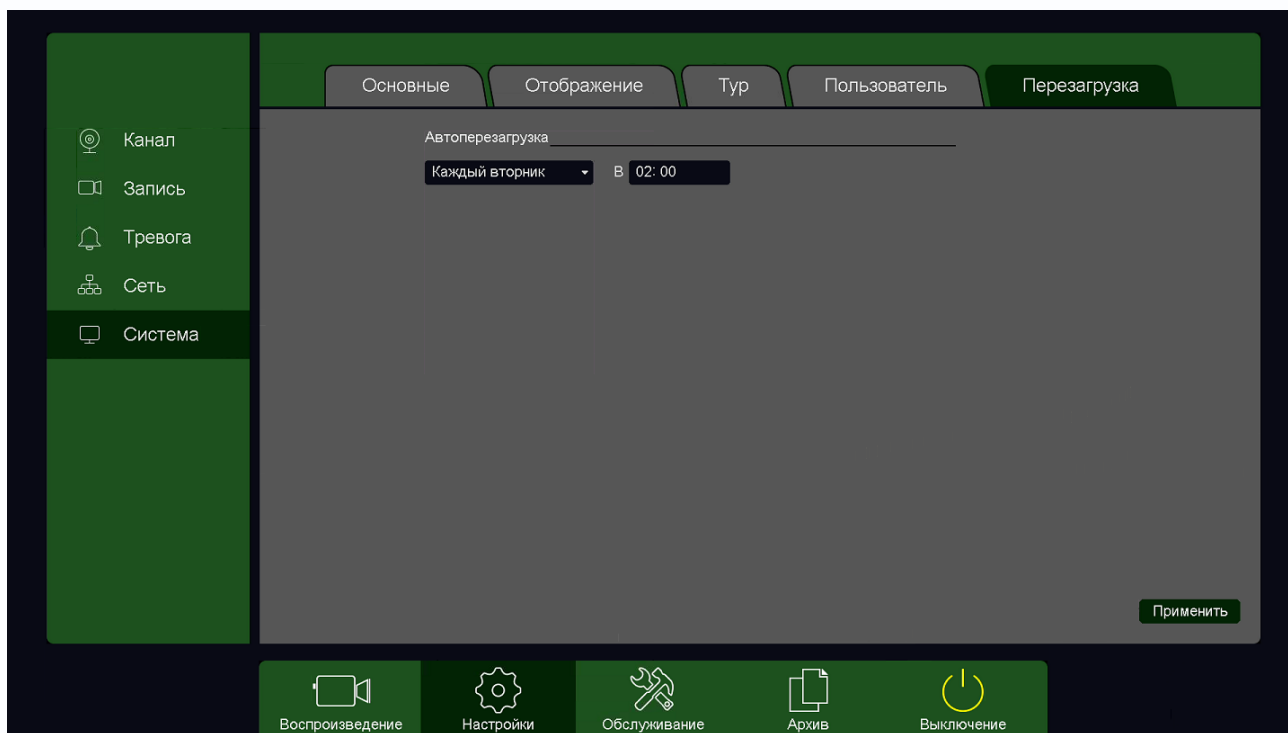 Основные Отображение Тур Пользователь Перезагрузка
Канал
Запись
Тревога
Сеть
Система
Автоперезагрузка
Каждый вторник В 02:00
Применить
Воспроизведение Настройки Обслуживание Архив Выключение